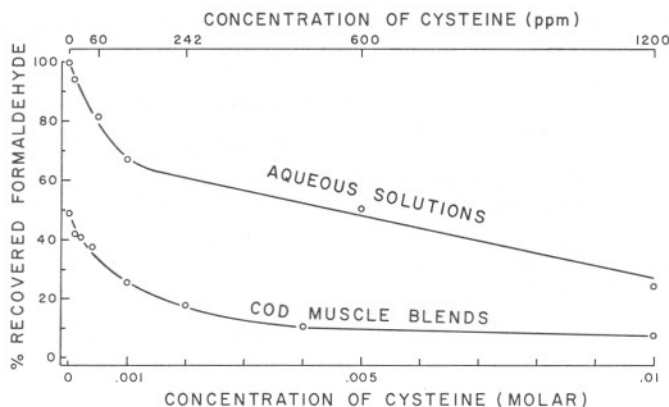 CONCENTRATION OF CYSTEINE (ppm)
0 60 242 600 1200
% RECOVERED FORMALDEHYDE
100
80
60
40
20
0
AQUEOUS SOLUTIONS
COD MUSCLE BLENDS
0 .001 .005 .01
CONCENTRATION OF CYSTEINE (MOLAR)